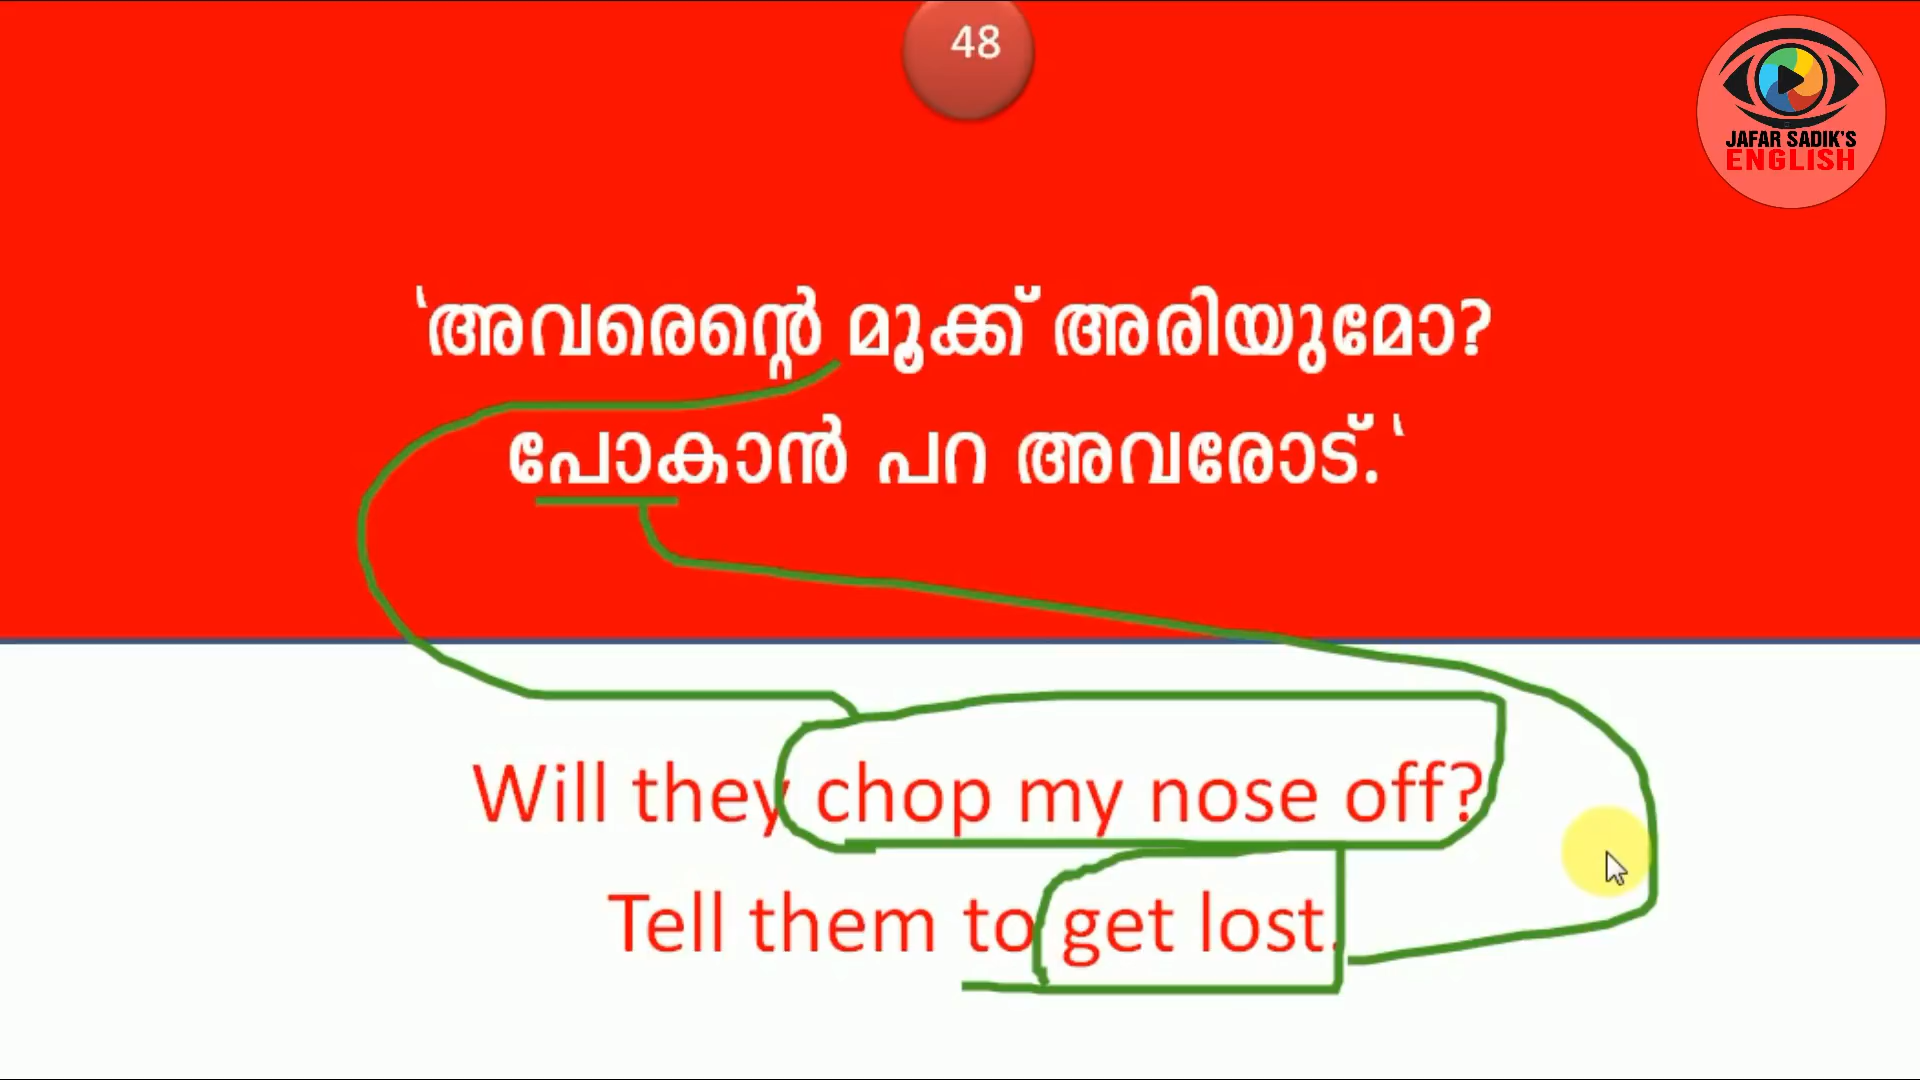 48
JAFAR SADIK'S
ENGLISH
‘അവരെന്റെ മൂക്ക് അരിയുമോ?
പോകാൻ പറ അവരോട്.‘
Will they chop my nose off?
Tell them to get lost.